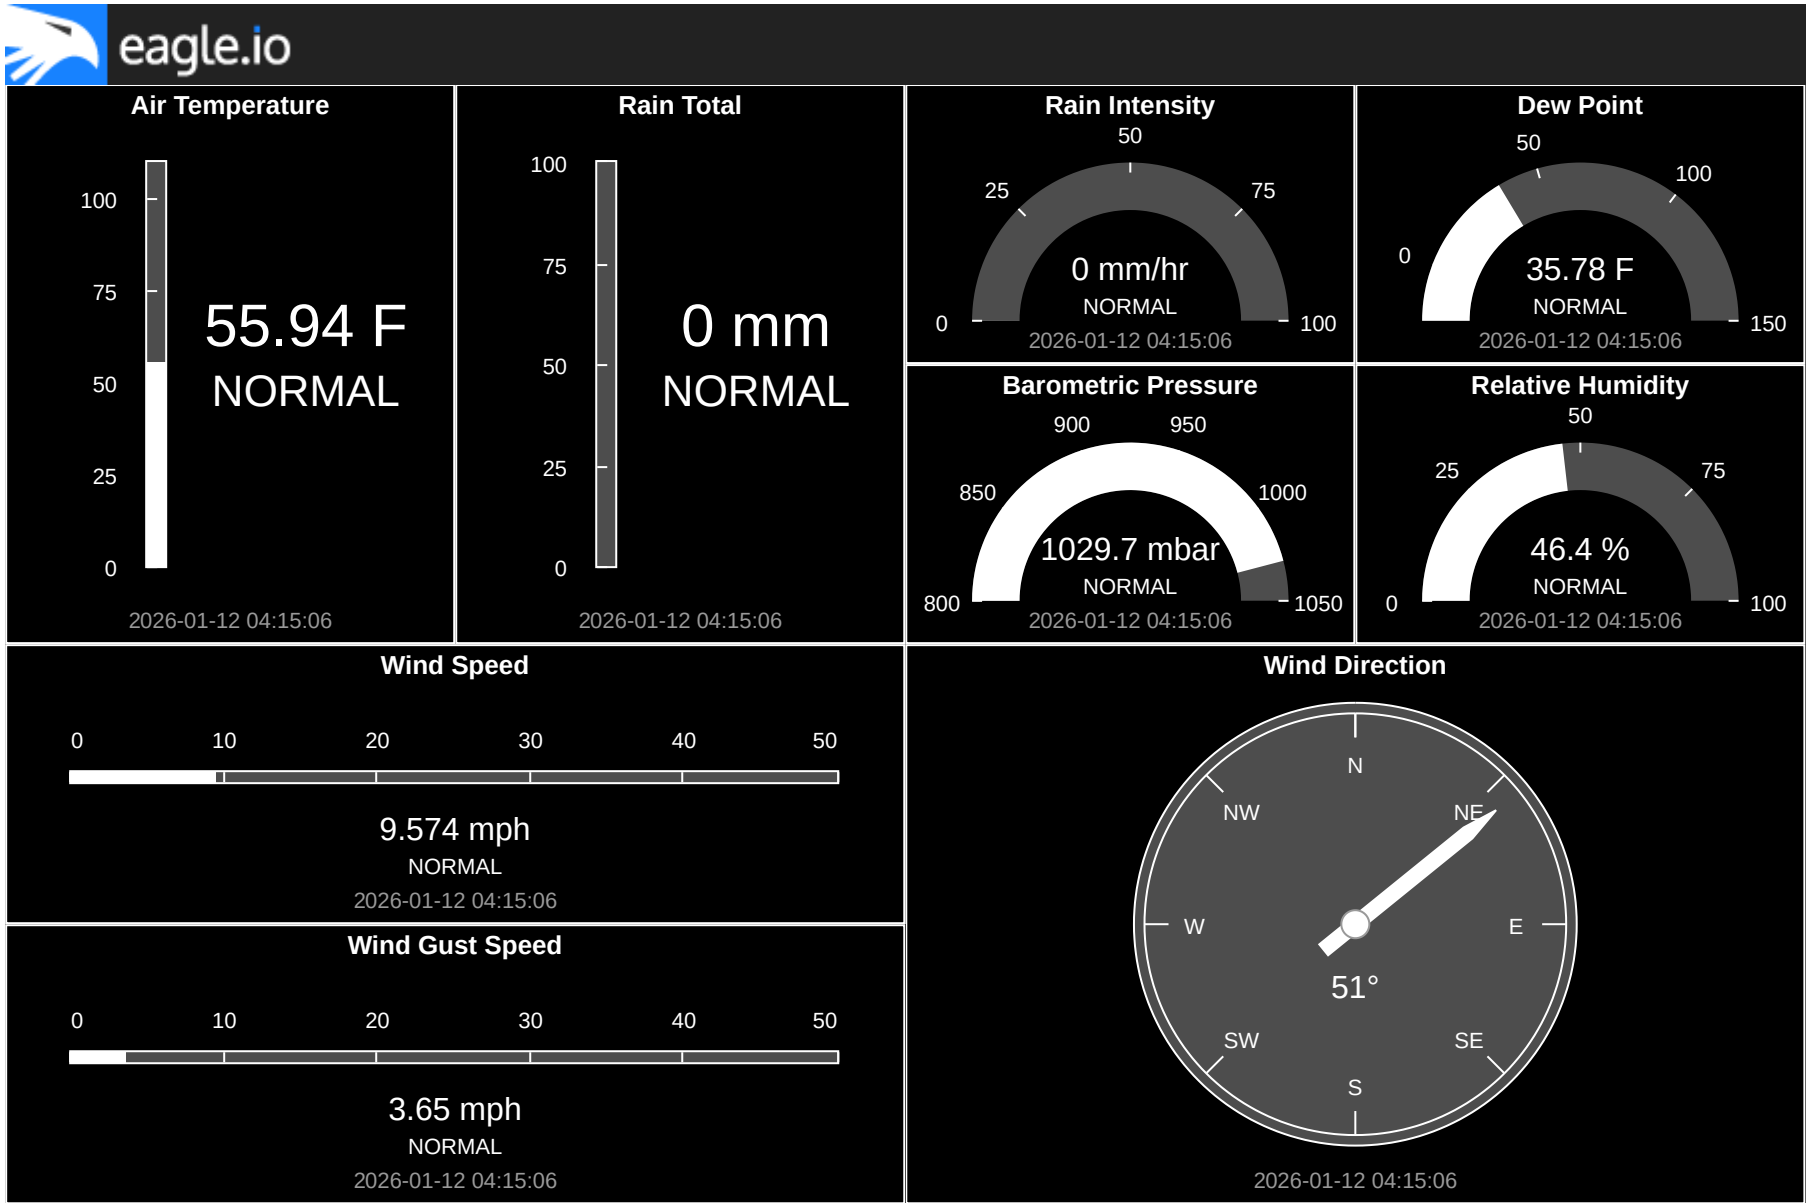 eagle.io
Air Temperature
100
75
50
25
0
55.94 F
NORMAL
2026-01-12 04:15:06
Rain Total
100
75
50
25
0
0 mm
NORMAL
2026-01-12 04:15:06
Rain Intensity
50
25
75
0
100
0 mm/hr
NORMAL
2026-01-12 04:15:06
Dew Point
50
100
0
150
35.78 F
NORMAL
2026-01-12 04:15:06
Barometric Pressure
900
950
850
1000
800
1050
1029.7 mbar
NORMAL
2026-01-12 04:15:06
Relative Humidity
50
25
75
0
100
46.4 %
NORMAL
2026-01-12 04:15:06
Wind Speed
0 10 20 30 40 50
9.574 mph
NORMAL
2026-01-12 04:15:06
Wind Gust Speed
0 10 20 30 40 50
3.65 mph
NORMAL
2026-01-12 04:15:06
Wind Direction
N
NW
NE
W
E
51°
SW
SE
S
2026-01-12 04:15:06